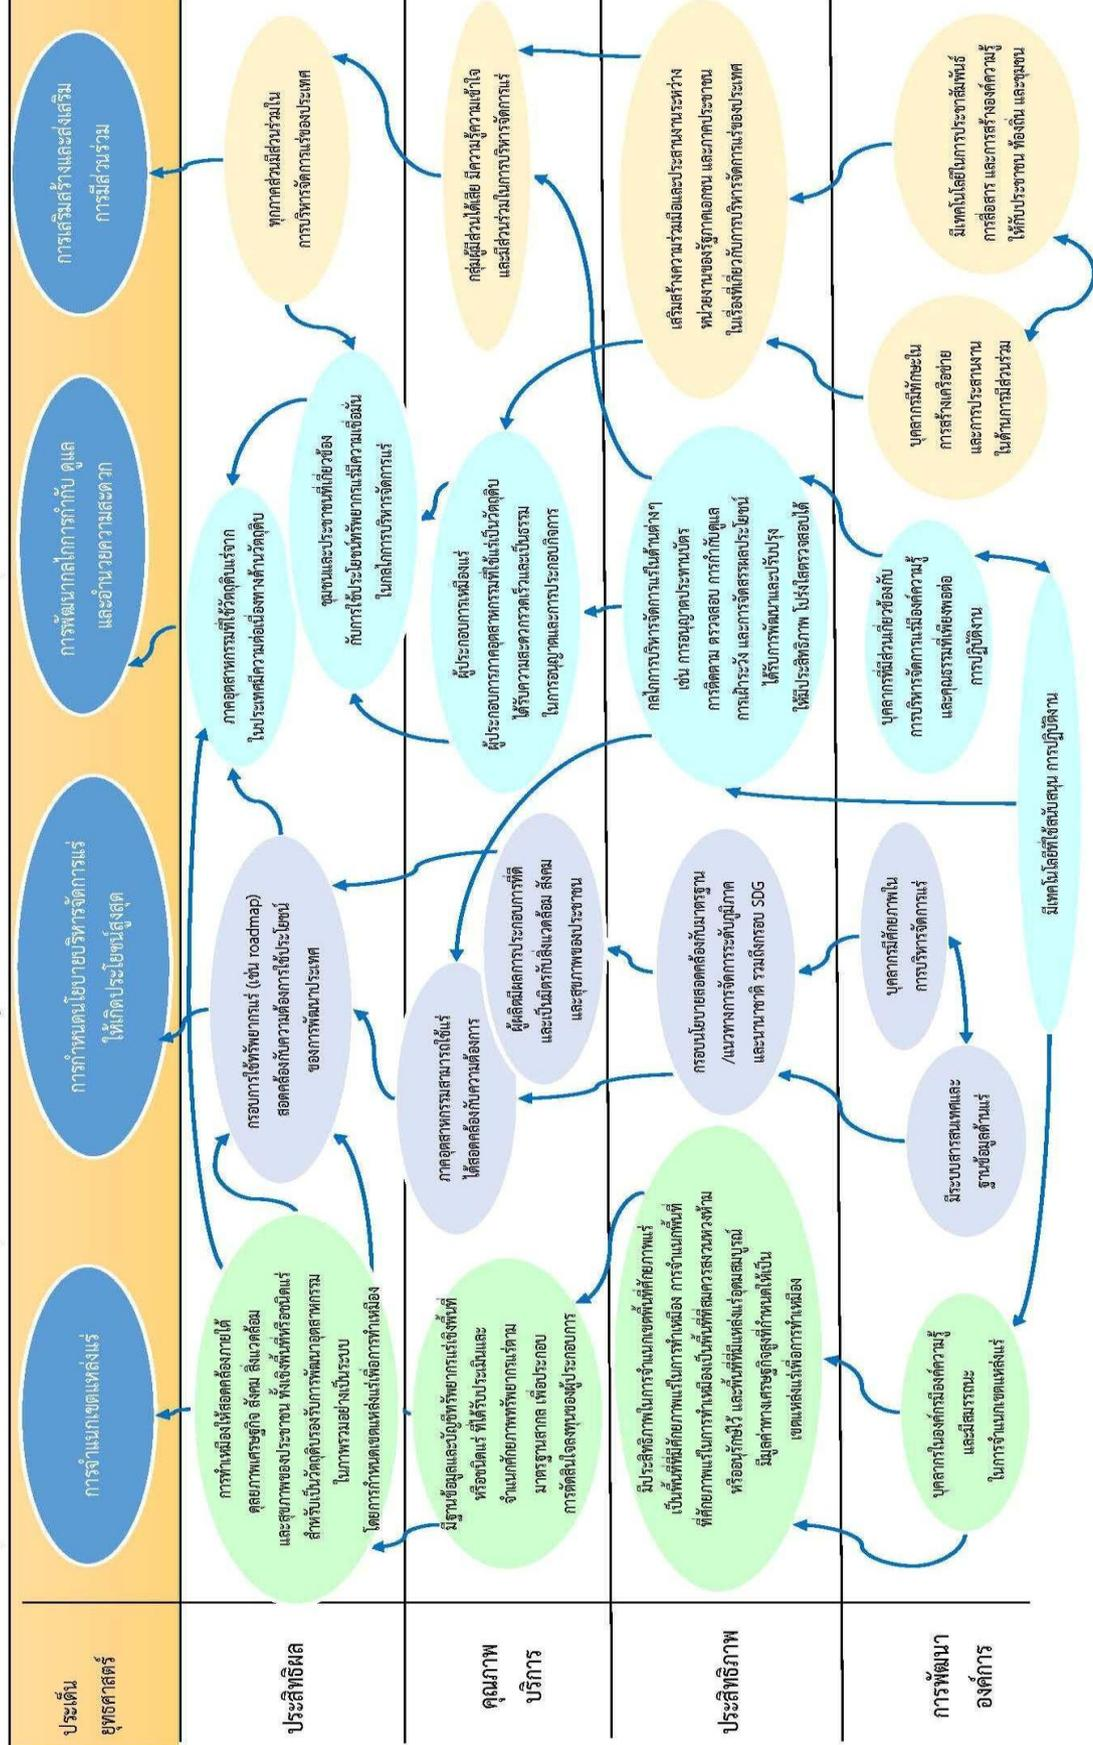 ประเด็น
ยุทธศาสตร์
การจำแนกเขตแหล่งแร่
การกำหนดนโยบายบริหารจัดการแร่
ให้เกิดประโยชน์สูงสุด
การพัฒนากลไกการกำกับ ดูแล
และอำนวยความสะดวก
การเสริมสร้างและส่งเสริม
การมีส่วนร่วม
ประสิทธิผล
การทำเหมืองให้สอดคล้องภายใต้
ดุลยภาพเศรษฐกิจ สังคม สิ่งแวดล้อม
และสุขภาพของประชาชน ทั้งเชิงพื้นที่หรือชนิดแร่
สำหรับเป็นวัตถุดิบรองรับการพัฒนาอุตสาหกรรม
ในภาพรวมอย่างเป็นระบบ
โดยการกำหนดเขตแหล่งแร่เพื่อการทำเหมือง
กรอบการใช้ทรัพยากรแร่ (เช่น roadmap)
สอดคล้องกับความต้องการใช้ประโยชน์
ของการพัฒนาประเทศ
ภาคอุตสาหกรรมที่ใช้วัตถุดิบแร่จาก
ในประเทศมีความต่อเนื่องทางด้านวัตถุดิบ
ชุมชนและประชาชนที่เกี่ยวข้อง
กับการใช้ประโยชน์ทรัพยากรแร่มีความเชื่อมั่น
ในกลไกการบริหารจัดการแร่
ทุกภาคส่วนมีส่วนร่วมใน
การบริหารจัดการแร่ของประเทศ
คุณภาพ
บริการ
มีฐานข้อมูลและบัญชีทรัพยากรแร่เชิงพื้นที่
หรือชนิดแร่ ที่ได้รับประเมินและ
จำแนกศักยภาพทรัพยากรแร่ตาม
มาตรฐานสากล เพื่อประกอบ
การตัดสินใจลงทุนของผู้ประกอบการ
ภาคอุตสาหกรรมสามารถใช้แร่
ได้สอดคล้องกับความต้องการ
ผู้ผลิตมีผลการประกอบการที่ดี
และเป็นมิตรกับสิ่งแวดล้อม สังคม
และสุขภาพของประชาชน
ผู้ประกอบการเหมืองแร่
ผู้ประกอบการภาคอุตสาหกรรมที่ใช้แร่เป็นวัตถุดิบ
ได้รับความสะดวกรวดเร็วและเป็นธรรม
ในการอนุญาตและการประกอบกิจการ
กลุ่มผู้มีส่วนได้เสีย มีความรู้ความเข้าใจ
และมีส่วนร่วมในการบริหารจัดการแร่
ประสิทธิภาพ
มีประสิทธิภาพในการจำแนกเขตพื้นที่ศักยภาพแร่
เป็นพื้นที่ที่มีศักยภาพแร่ในการทำเหมือง การจำแนกพื้นที่
ที่ศักยภาพแร่ในการทำเหมืองเป็นพื้นที่ที่สมควรสงวนหวงห้าม
หรืออนุรักษ์ไว้ และพื้นที่ที่มีแหล่งแร่อุดมสมบูรณ์
มีมูลค่าทางเศรษฐกิจสูงที่กำหนดให้เป็น
เขตแหล่งแร่เพื่อการทำเหมือง
กรอบนโยบายสอดคล้องกับมาตรฐาน
/แนวทางการจัดการระดับภูมิภาค
และนานาชาติ รวมถึงกรอบ SDG
กลไกการบริหารจัดการแร่ในด้านต่างๆ
เช่น การอนุญาตประทานบัตร
การติดตาม ตรวจสอบ การกำกับดูแล
การเฝ้าระวัง และการจัดสรรผลประโยชน์
ได้รับการพัฒนาและปรับปรุง
ให้มีประสิทธิภาพ โปร่งใสตรวจสอบได้
เสริมสร้างความร่วมมือและประสานงานระหว่าง
หน่วยงานของรัฐภาคเอกชน และภาคประชาชน
ในเรื่องที่เกี่ยวกับการบริหารจัดการแร่ของประเทศ
การพัฒนา
องค์การ
บุคลากรในองค์กรมีองค์ความรู้
และมีสมรรถนะ
ในการจำแนกเขตแหล่งแร่
มีระบบสารสนเทศและ
ฐานข้อมูลด้านแร่
บุคลากรมีศักยภาพใน
การบริหารจัดการแร่
บุคลากรที่มีส่วนเกี่ยวข้องกับ
การบริหารจัดการแร่มีองค์ความรู้
และคุณธรรมที่เพียงพอต่อ
การปฏิบัติงาน
มีเทคโนโลยีที่ใช้สนับสนุน การปฏิบัติงาน
บุคลากรมีทักษะใน
การสร้างเครือข่าย
และการประสานงาน
ในด้านการมีส่วนร่วม
มีเทคโนโลยีในการประชาสัมพันธ์
การสื่อสาร และการสร้างองค์ความรู้
ให้กับประชาชน ท้องถิ่น และชุมชน